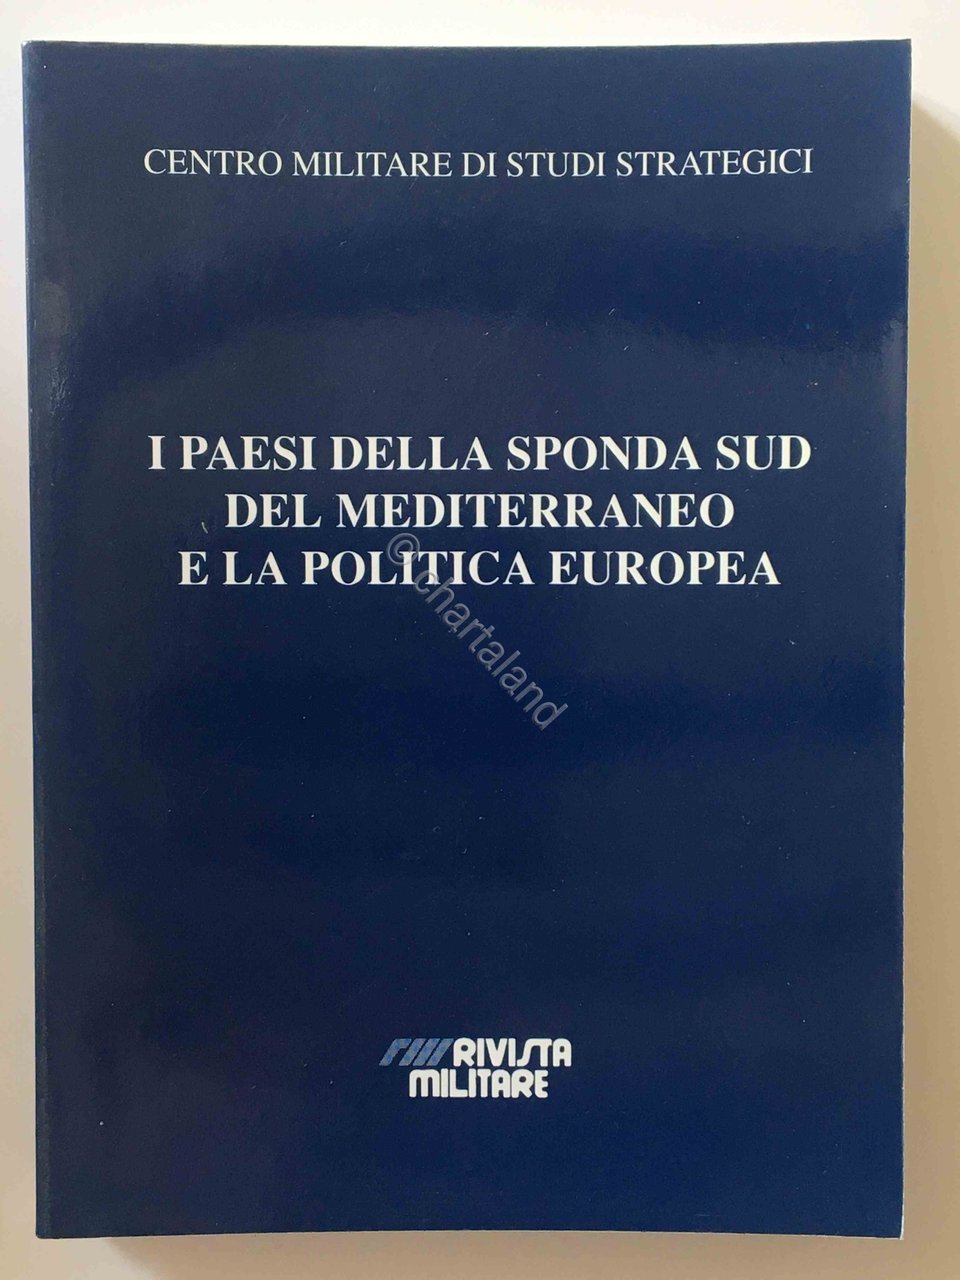 CENTRO MILITARE DI STUDI STRATEGICI
I PAESI DELLA SPONDA SUD
DEL MEDITERRANEO
E LA POLITICA EUROPEA
© chartaland
RIVISTA
MILITARE